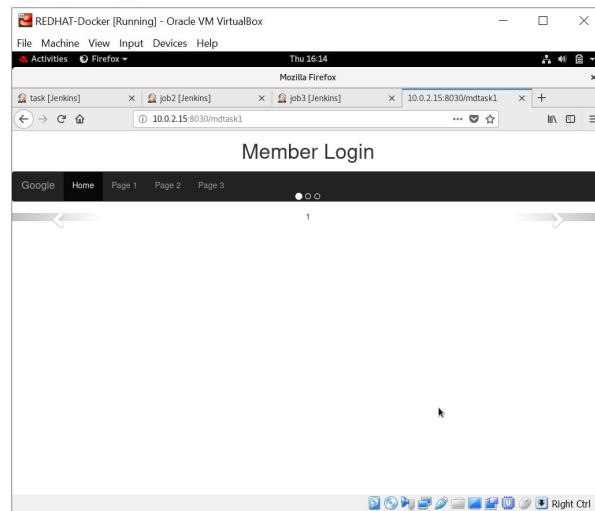 REDHAT-Docker [Running] - Oracle VM VirtualBox
File Machine View Input Devices Help
Activities Firefox Thu 16:14
Mozilla Firefox
task [Jenkins] job2 [Jenkins] job3 [Jenkins] 10.0.2.15:8030/mdtask1
10.0.2.15:8030/mdtask1
Member Login
Google Home Page 1 Page 2 Page 3
1
Right Ctrl